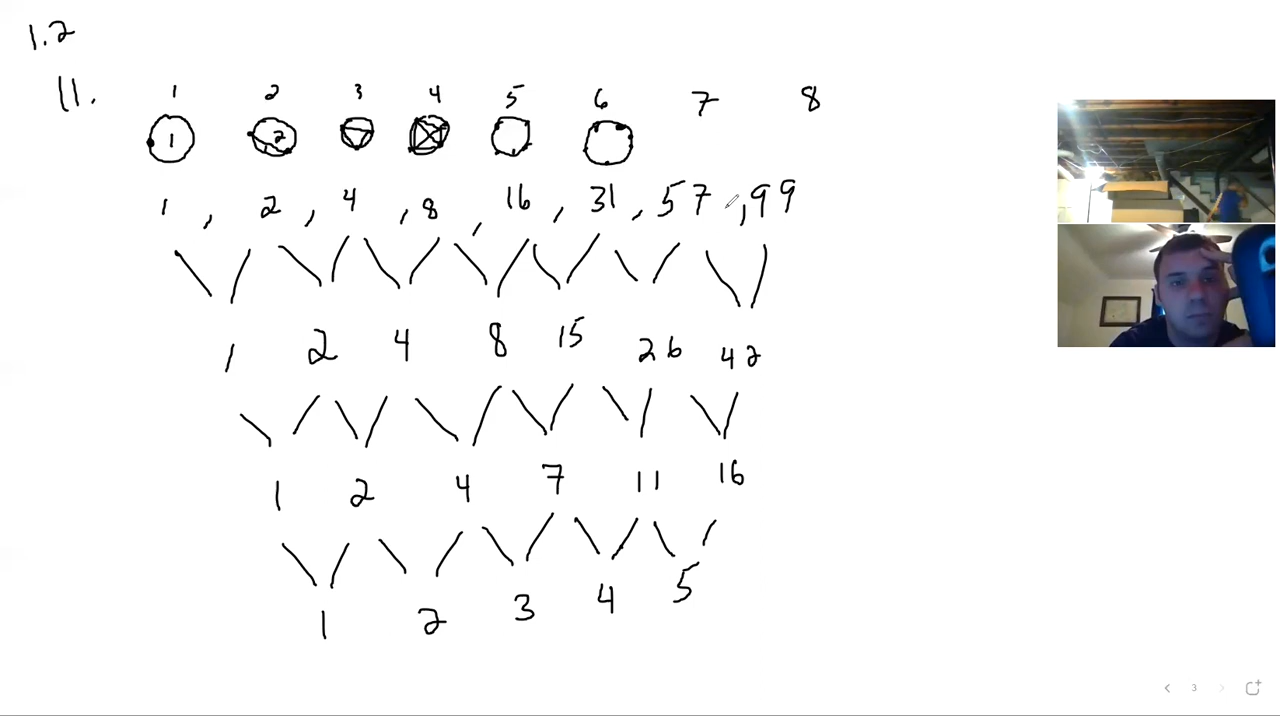 1.2
11.
1 2 3 4 5 6 7 8
1 2
1 , 2 , 4 , 8 , 16 , 31 , 57 , 99
1 2 4 8 15 26 42
1 2 4 7 11 16
1 2 3 4 5
3